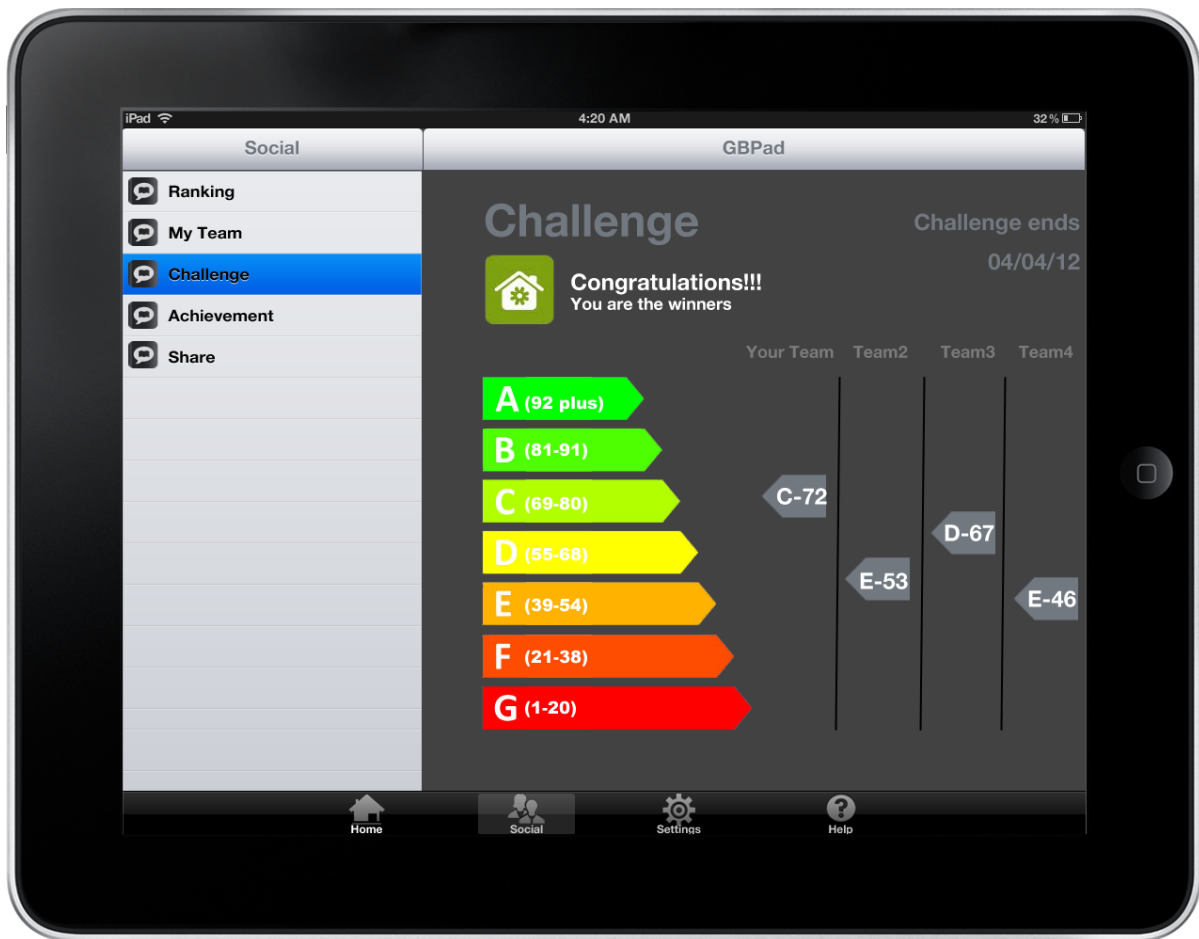 iPad 4:20 AM 32 %
Social GBPad
Ranking
My Team
Challenge
Achievement
Share
Challenge
Challenge ends
04/04/12
Congratulations!!!
You are the winners
Your Team Team2 Team3 Team4
A (92 plus)
B (81-91)
C (69-80)
D (55-68)
E (39-54)
F (21-38)
G (1-20)
C-72
E-53
D-67
E-46
Home Social Settings Help